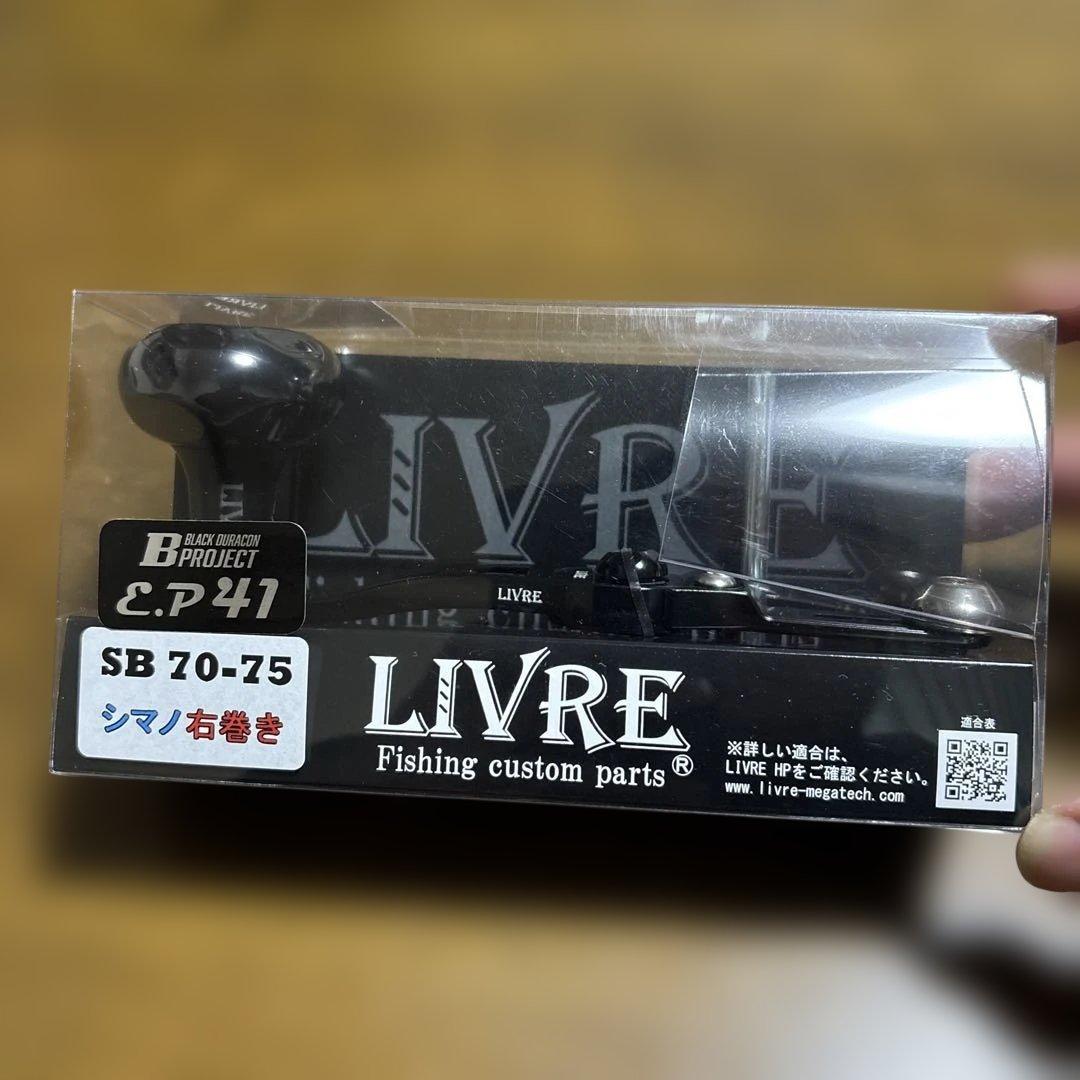 LIVRE
LIVRE
B BLACK DURACON
PROJECT
E.P 41
SB 70-75
シマノ右巻き
LIVRE
Fishing custom parts®
適合表
※詳しい適合は、
LIVRE HPをご確認ください。
www.livre-megatech.com